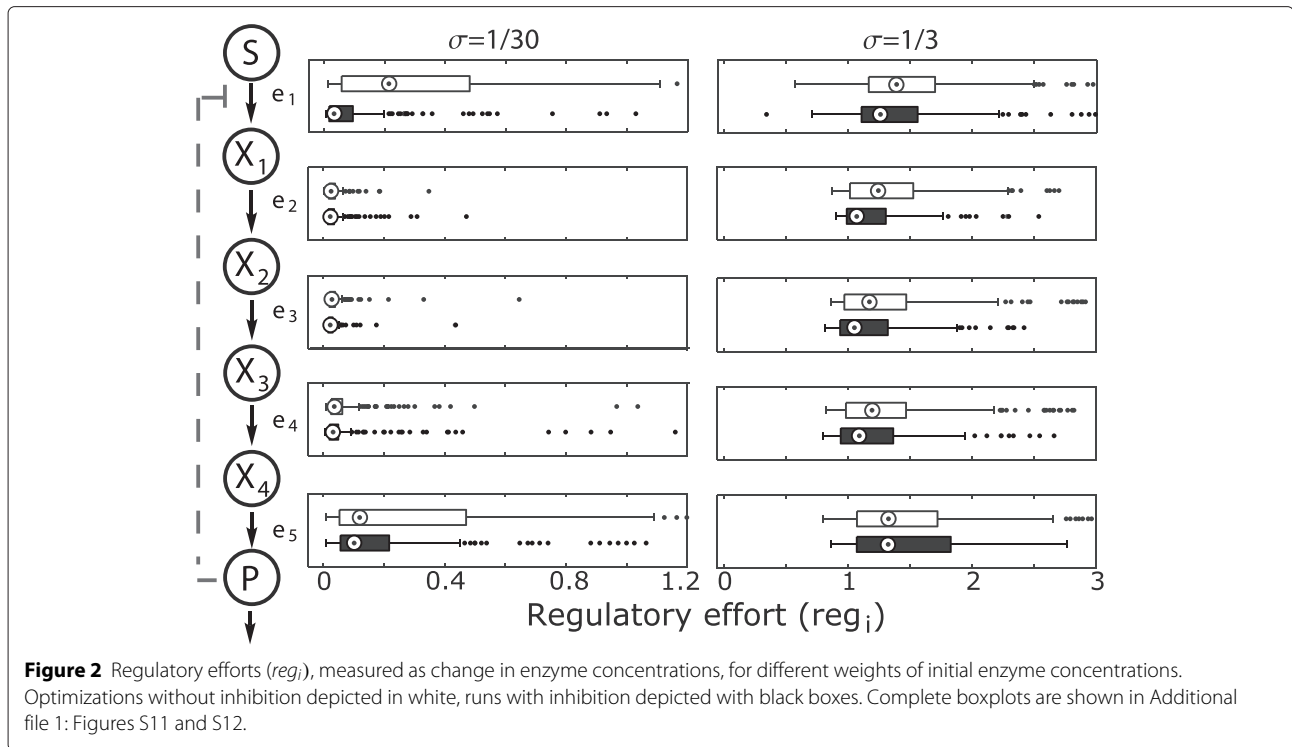 σ=1/30 σ=1/3
S
e1
X1
e2
X2
e3
X3
e4
X4
e5
P
0 0.4 0.8 1.2 0 1 2 3
Regulatory effort (regi)
Figure 2 Regulatory efforts (regi), measured as change in enzyme concentrations, for different weights of initial enzyme concentrations.
Optimizations without inhibition depicted in white, runs with inhibition depicted with black boxes. Complete boxplots are shown in Additional
file 1: Figures S11 and S12.